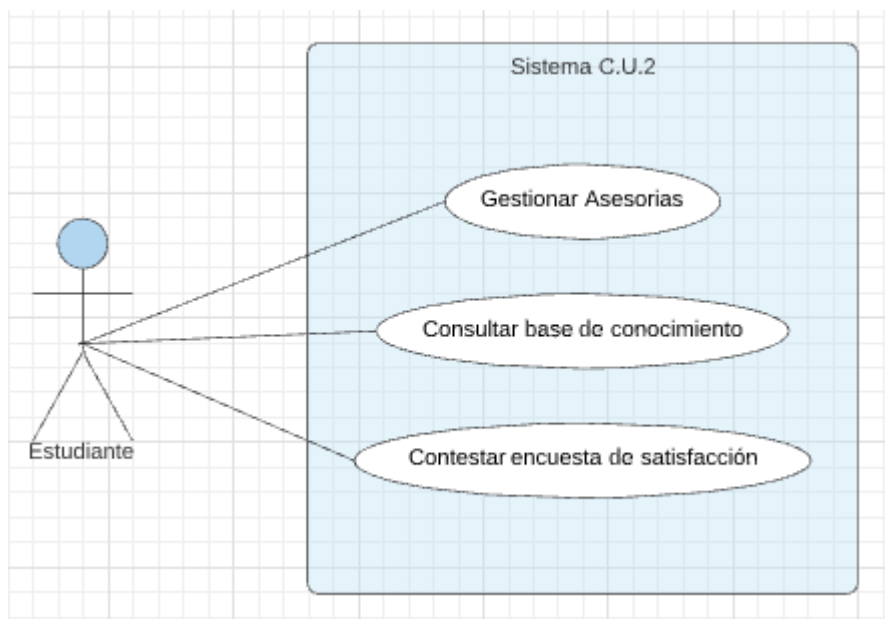 Sistema C.U.2
Gestionar Asesorias
Consultar base de conocimiento
Contestar encuesta de satisfacción
Estudiante